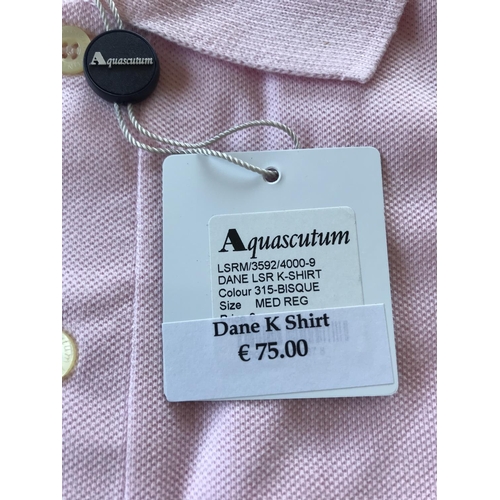 Aquascutum
Aquascutum
LSRM/3592/4000-9
DANE LSR K-SHIRT
Colour 315-BISQUE
Size MED REG
Dane K Shirt
€ 75.00